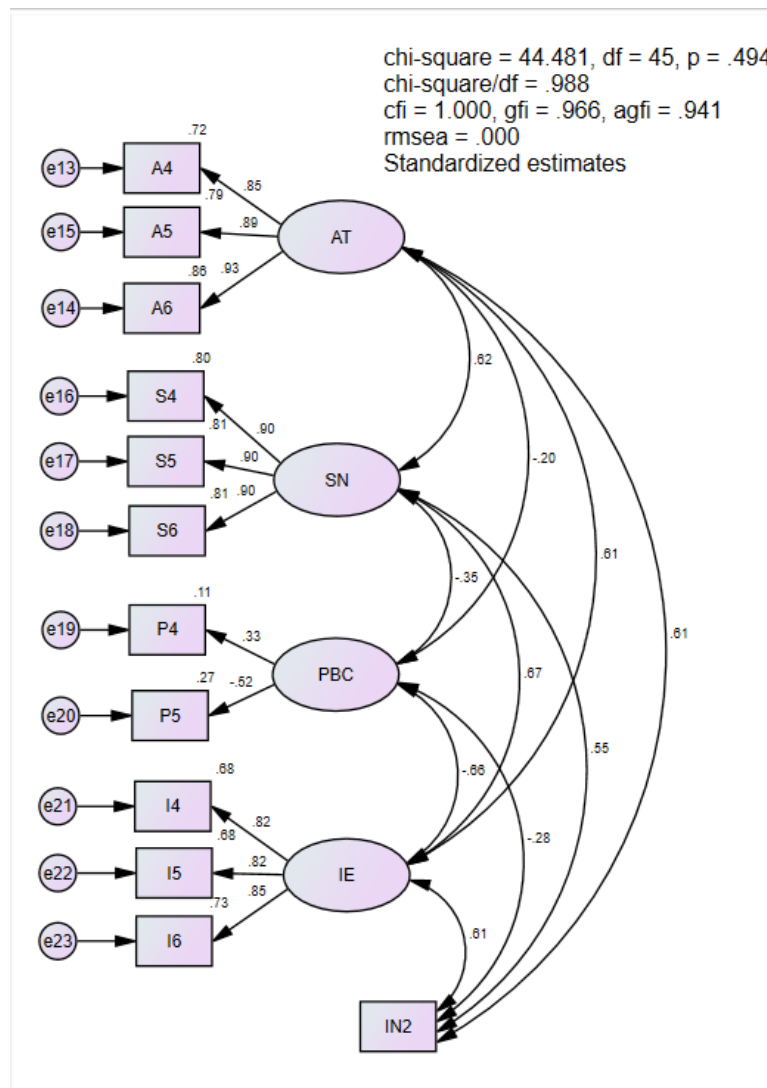 chi-square = 44.481, df = 45, p = .494
chi-square/df = .988
cfi = 1.000, gfi = .966, agfi = .941
rmsea = .000
Standardized estimates
.72
e13 A4 .85
.79
e15 A5 .89 AT
.86 .93
e14 A6
.62
.80
e16 S4 .90
.81
e17 S5 .90 SN -.20
.81 .90
e18 S6
.61
-.35
.11
e19 P4 .33 .61
PBC .67
.27 -.52
e20 P5
.55
-.66
.68
e21 I4 .82
.68 -.28
e22 I5 .82 IE
.73 .85
e23 I6 .61
IN2